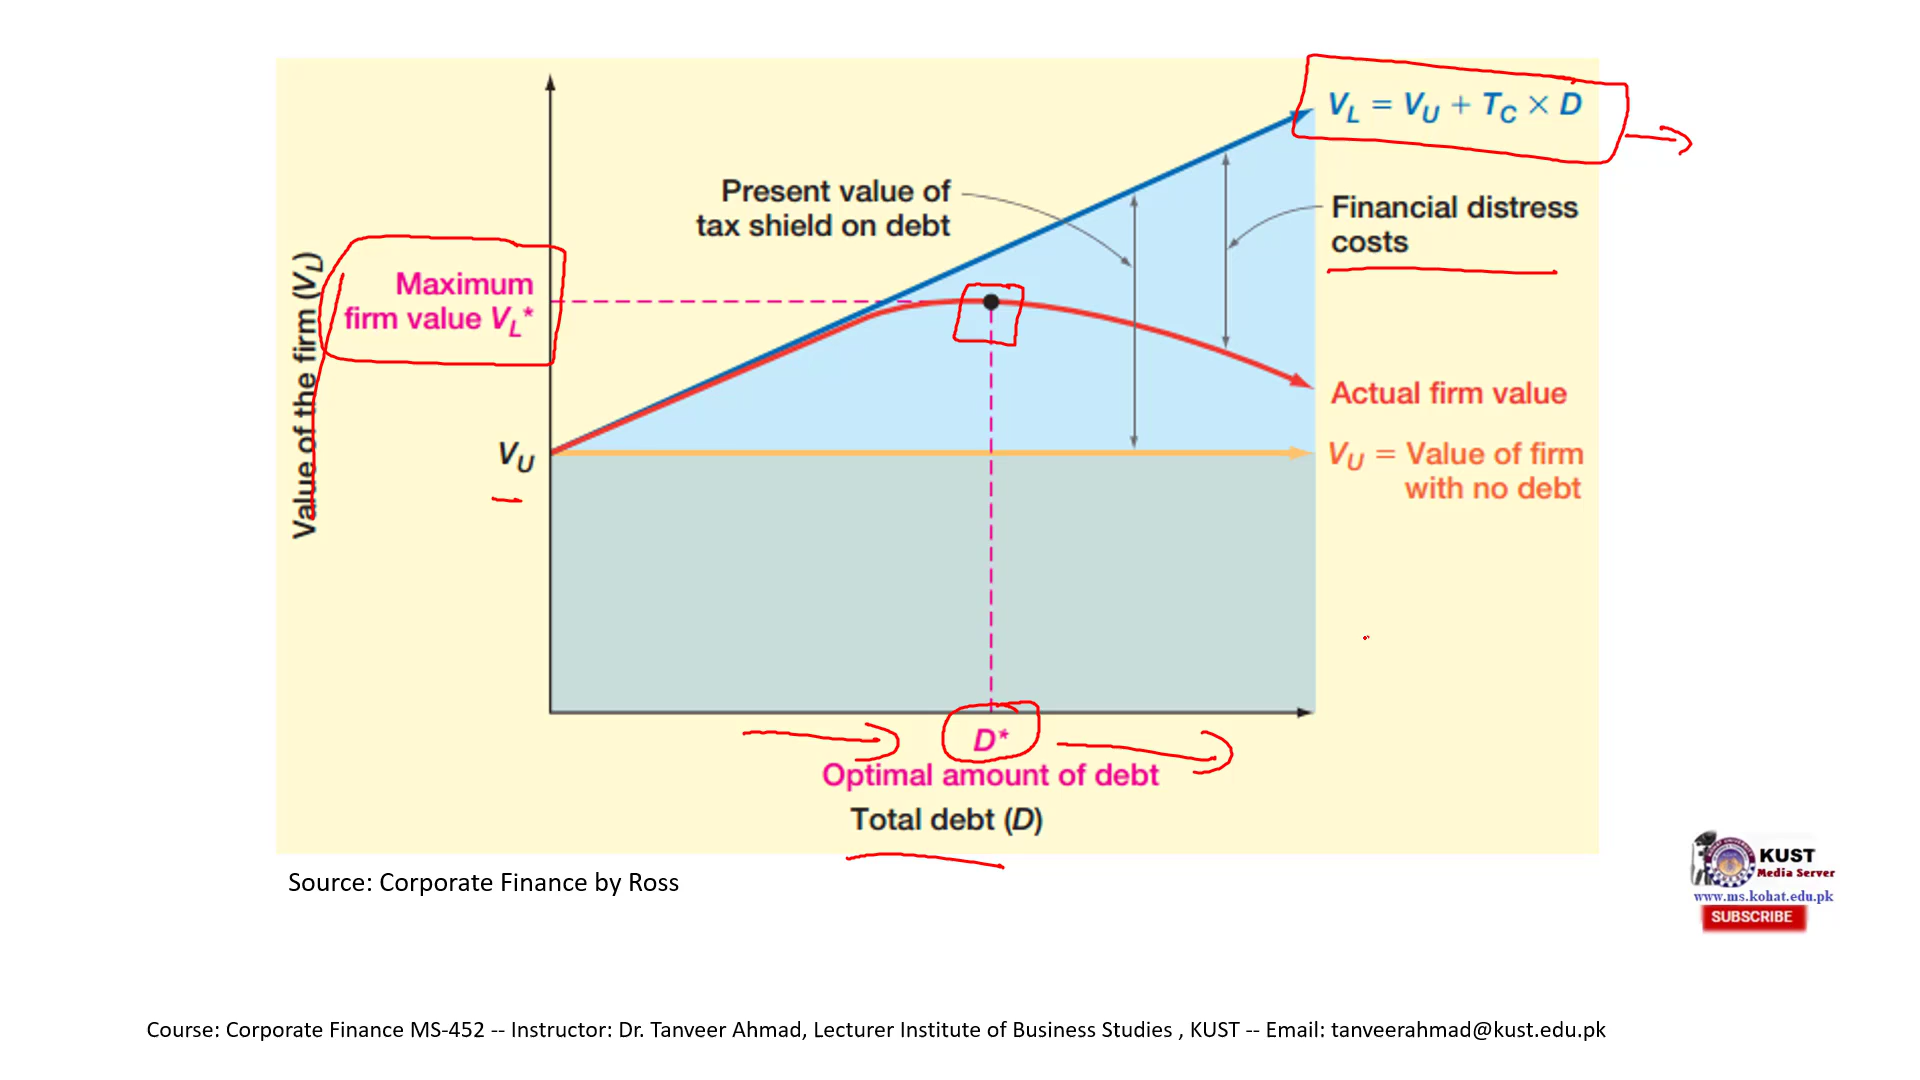 V_L = V_U + T_C × D
Present value of
tax shield on debt
Financial distress
costs
Maximum
firm value V_L*
Value of the firm (V_L)
Actual firm value
V_U
V_U = Value of firm
with no debt
D*
Optimal amount of debt
Total debt (D)
Source: Corporate Finance by Ross
KUST
Media Server
www.ms.kohat.edu.pk
SUBSCRIBE
Course: Corporate Finance MS-452 -- Instructor: Dr. Tanveer Ahmad, Lecturer Institute of Business Studies , KUST -- Email: tanveerahmad@kust.edu.pk